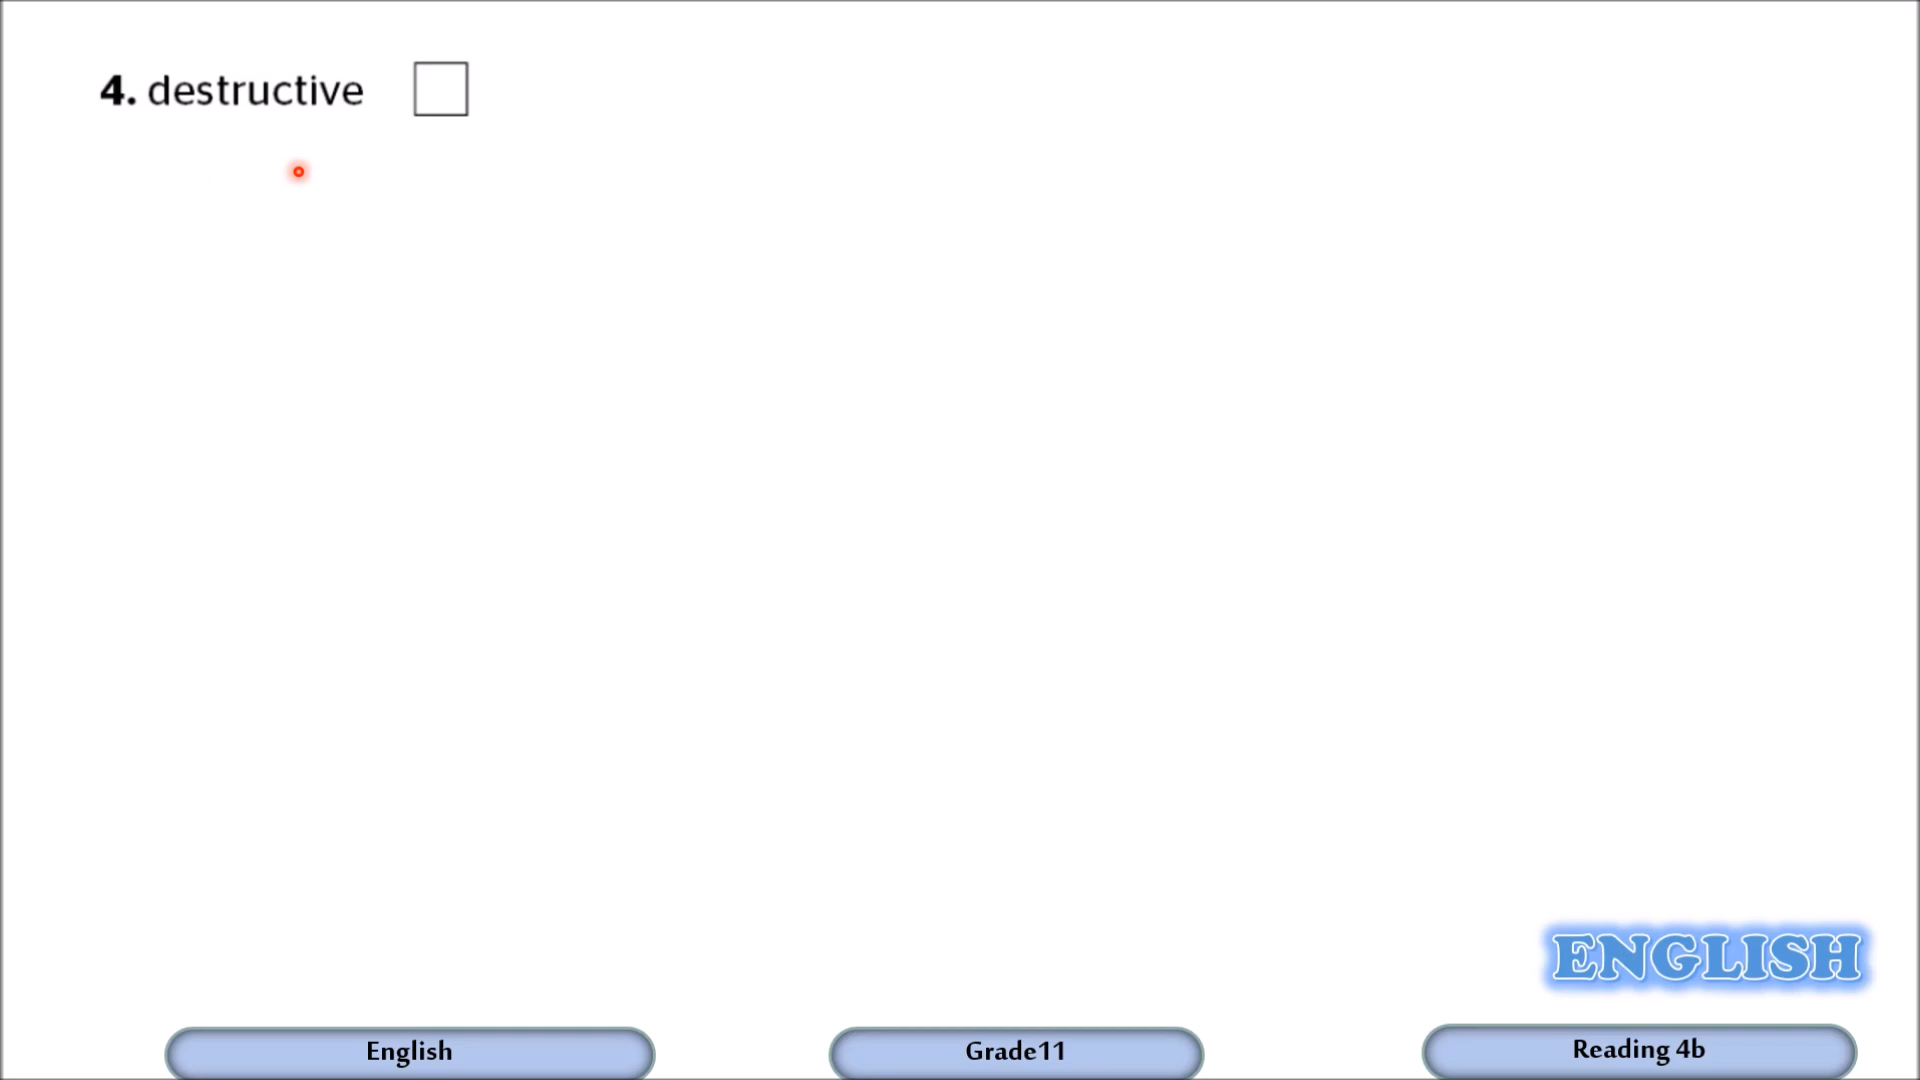 4. destructive
ENGLISH
English
Grade11
Reading 4b